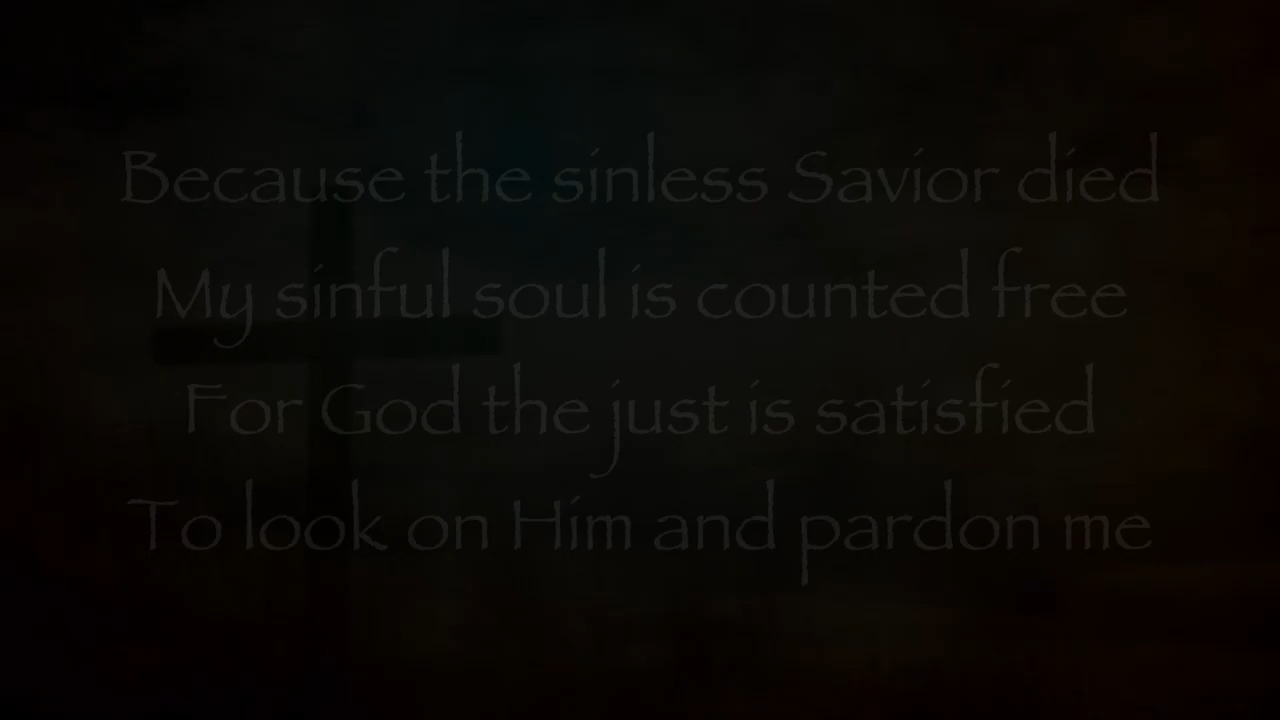 Because the sinless Savior died
My sinful soul is counted free
For God the just is satisfied
To look on Him and pardon me